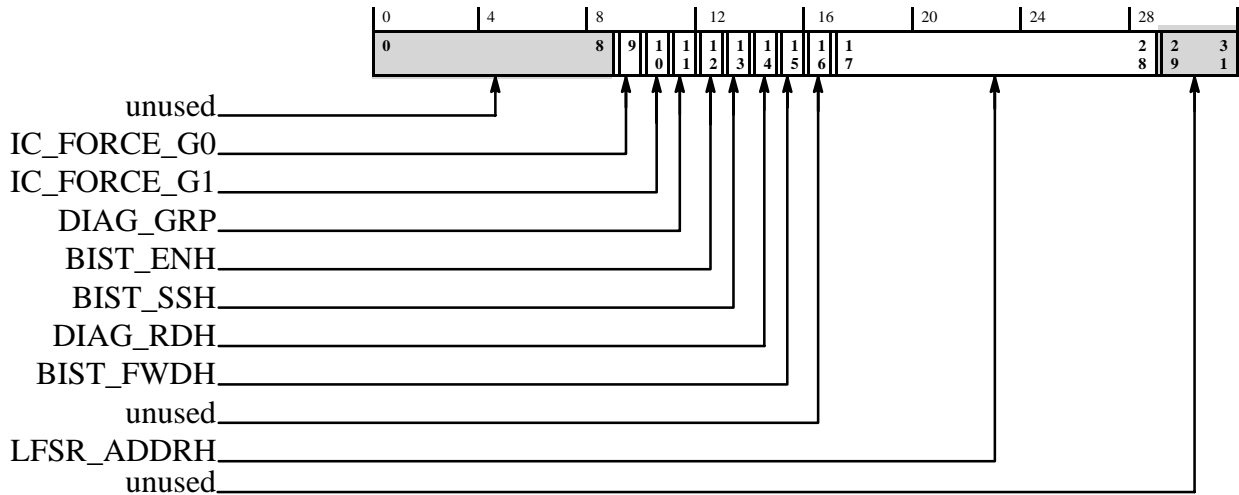 0 4 8 12 16 20 24 28
0 8 9 1 1 1 1 1 1 1 1 2 2 3
0 1 2 3 4 5 6 7 8 9 1
unused
IC_FORCE_G0
IC_FORCE_G1
DIAG_GRP
BIST_ENH
BIST_SSH
DIAG_RDH
BIST_FWDH
unused
LFSR_ADDRH
unused